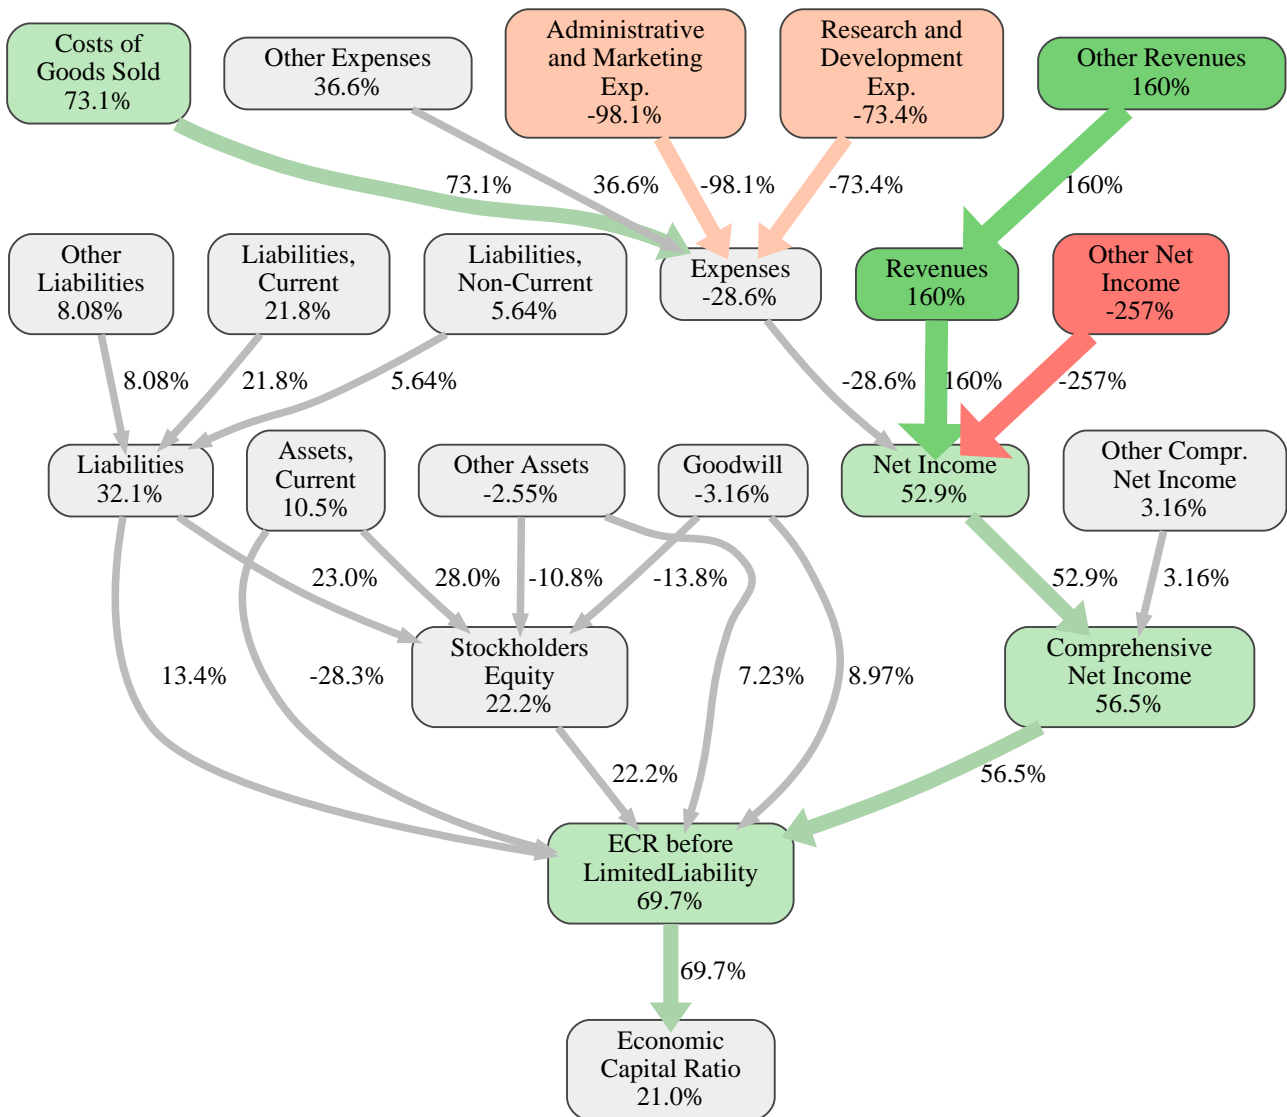 Costs of
Goods Sold
73.1%
Other Expenses
36.6%
Administrative
and Marketing
Exp.
-98.1%
Research and
Development
Exp.
-73.4%
Other Revenues
160%
73.1%
36.6%
-98.1%
-73.4%
160%
Other
Liabilities
8.08%
Liabilities,
Current
21.8%
Liabilities,
Non-Current
5.64%
Expenses
-28.6%
Revenues
160%
Other Net
Income
-257%
8.08%
21.8%
5.64%
-28.6%
160%
-257%
Liabilities
32.1%
Assets,
Current
10.5%
Other Assets
-2.55%
Goodwill
-3.16%
Net Income
52.9%
Other Compr.
Net Income
3.16%
23.0%
28.0%
-10.8%
-13.8%
52.9%
3.16%
Stockholders
Equity
22.2%
Comprehensive
Net Income
56.5%
13.4%
-28.3%
7.23%
8.97%
22.2%
56.5%
ECR before
LimitedLiability
69.7%
69.7%
Economic
Capital Ratio
21.0%